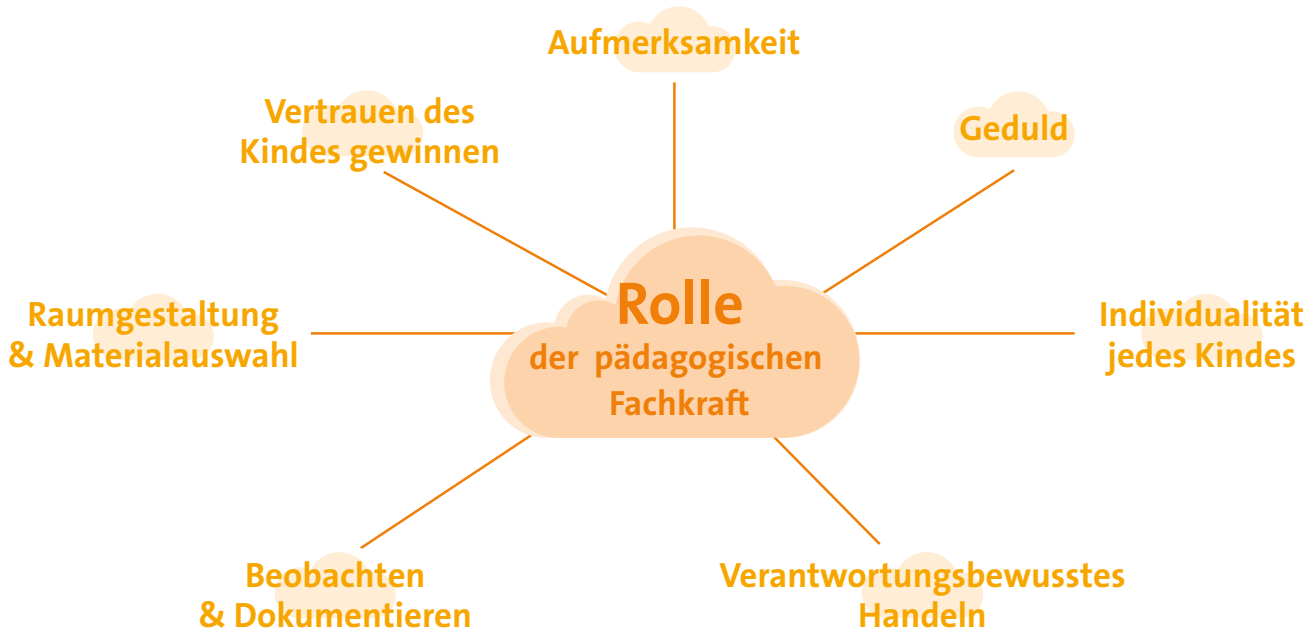 Aufmerksamkeit
Vertrauen des
Kindes gewinnen
Geduld
Rolle
der pädagogischen
Fachkraft
Raumgestaltung
& Materialauswahl
Individualität
jedes Kindes
Beobachten
& Dokumentieren
Verantwortungsbewusstes
Handeln